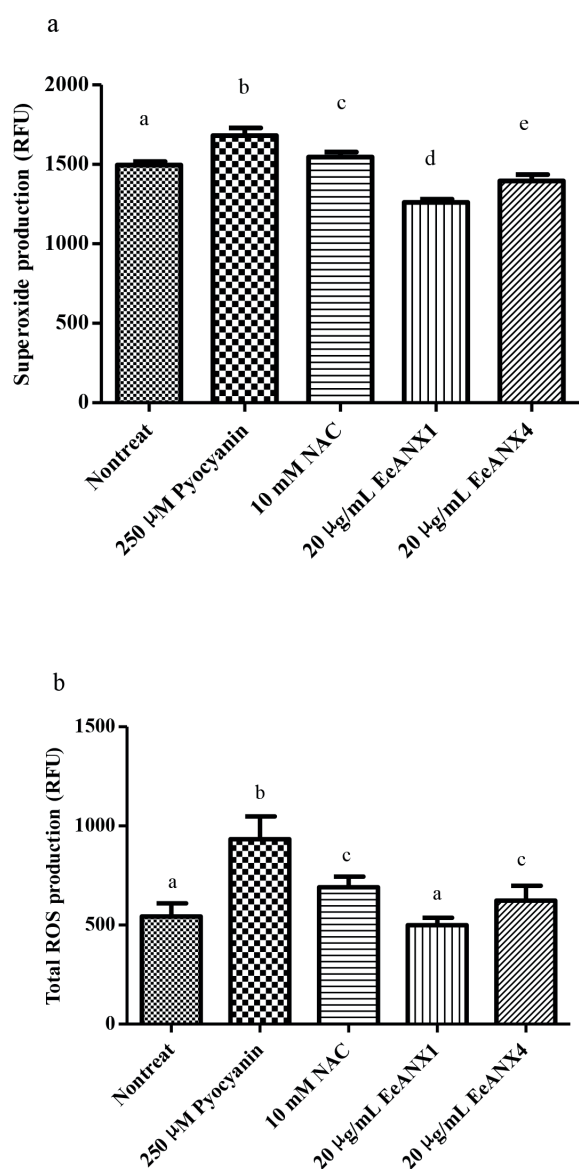 a
Superoxide production (RFU)
2000
1500
1000
500
0
a
b
c
d
e
Nontreat
250 µM Pyocyanin
10 mM NAC
20 µg/mL EeANX1
20 µg/mL EeANX4
b
Total ROS production (RFU)
1500
1000
500
0
a
b
c
a
c
Nontreat
250 µM Pyocyanin
10 mM NAC
20 µg/mL EeANX1
20 µg/mL EeANX4